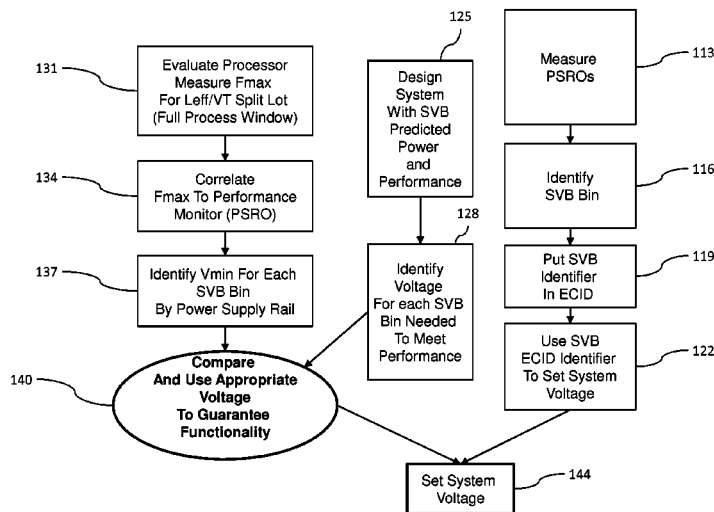 131
Evaluate Processor
Measure Fmax
For Leff/VT Split Lot
(Full Process Window)
134
Correlate
Fmax To Performance
Monitor (PSRO)
137
Identify Vmin For Each
SVB Bin
By Power Supply Rail
140
Compare
And Use Appropriate
Voltage
To Guarantee
Functionality
125
Design
System
With SVB
Predicted
Power
and
Performance
128
Identify
Voltage
For each SVB
Bin Needed
To Meet
Performance
113
Measure
PSROs
116
Identify
SVB Bin
119
Put SVB
Identifier
In ECID
122
Use SVB
ECID Identifier
To Set System
Voltage
144
Set System
Voltage